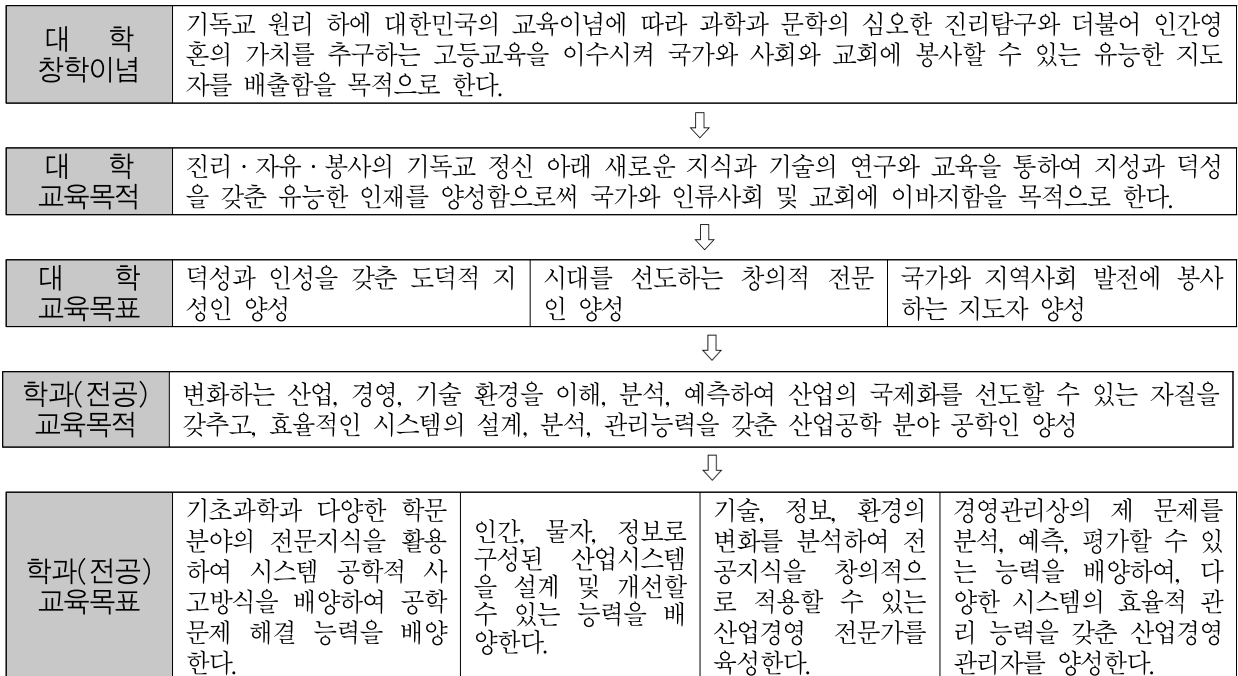 대 학
창학이념
기독교 원리 하에 대한민국의 교육이념에 따라 과학과 문학의 심오한 진리탐구와 더불어 인간영
혼의 가치를 추구하는 고등교육을 이수시켜 국가와 사회와 교회에 봉사할 수 있는 유능한 지도
자를 배출함을 목적으로 한다.
⇩
대 학
교육목적
진리·자유·봉사의 기독교 정신 아래 새로운 지식과 기술의 연구와 교육을 통하여 지성과 덕성
을 갖춘 유능한 인재를 양성함으로써 국가와 인류사회 및 교회에 이바지함을 목적으로 한다.
⇩
대 학
교육목표
덕성과 인성을 갖춘 도덕적 지
성인 양성
시대를 선도하는 창의적 전문
인 양성
국가와 지역사회 발전에 봉사
하는 지도자 양성
⇩
학과(전공)
교육목적
변화하는 산업, 경영, 기술 환경을 이해, 분석, 예측하여 산업의 국제화를 선도할 수 있는 자질을
갖추고, 효율적인 시스템의 설계, 분석, 관리능력을 갖춘 산업공학 분야 공학인 양성
⇩
학과(전공)
교육목표
기초과학과 다양한 학문
분야의 전문지식을 활용
하여 시스템 공학적 사
고방식을 배양하여 공학
문제 해결 능력을 배양
한다.
인간, 물자, 정보로
구성된 산업시스템
을 설계 및 개선할
수 있는 능력을 배
양한다.
기술, 정보, 환경의
변화를 분석하여 전
공지식을 창의적으
로 적용할 수 있는
산업경영 전문가를
육성한다.
경영관리상의 제 문제를
분석, 예측, 평가할 수 있
는 능력을 배양하여, 다
양한 시스템의 효율적 관
리 능력을 갖춘 산업경영
관리자를 양성한다.